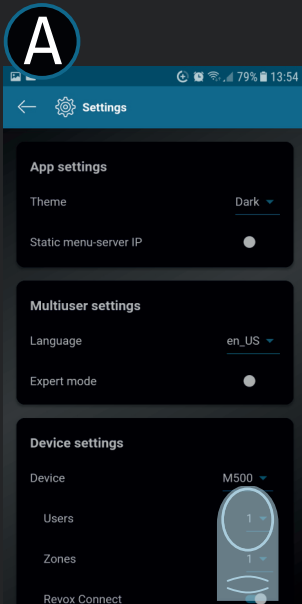 A
79% 13:54
Settings
App settings
Theme Dark
Static menu-server IP
Multiuser settings
Language en_US
Expert mode
Device settings
Device M500
Users 1
Zones 1
Revox Connect